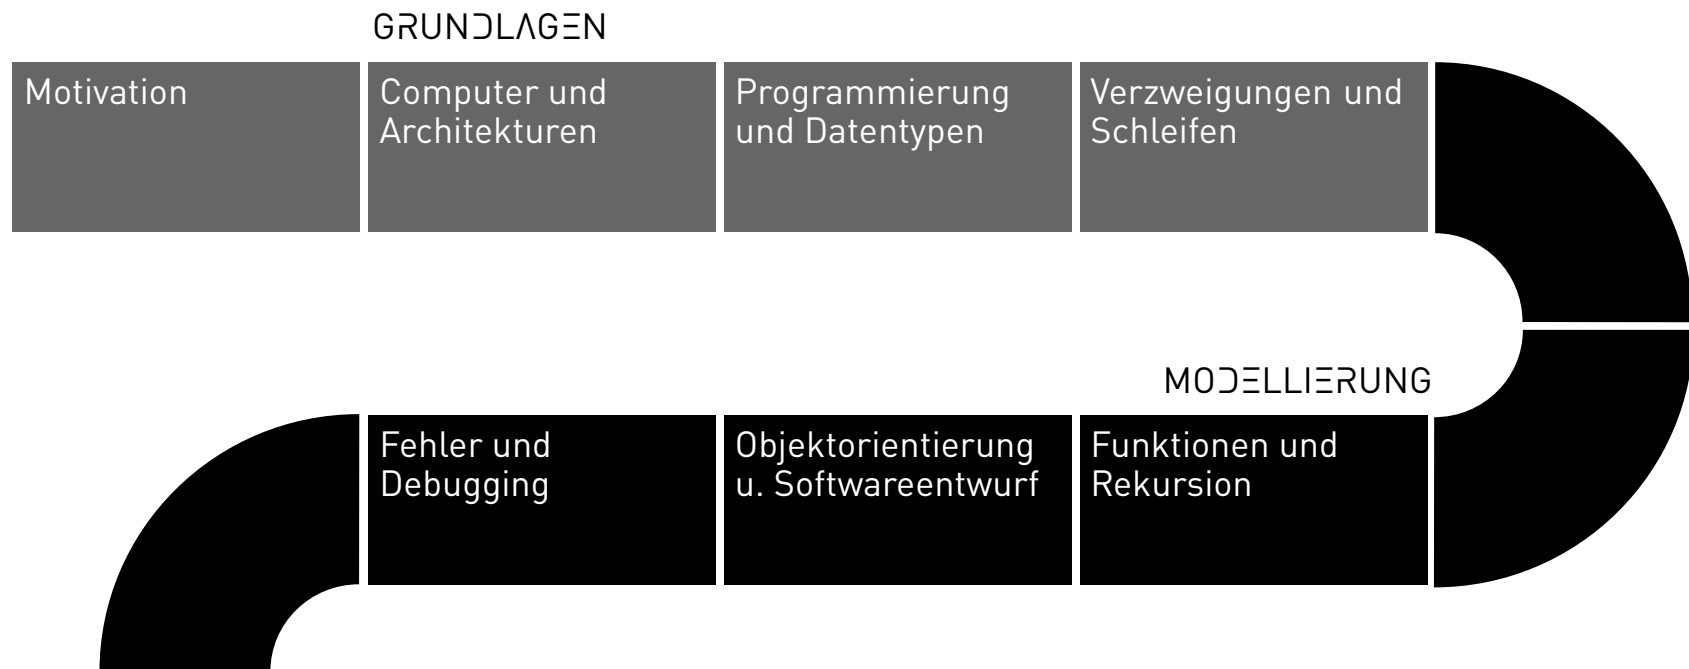 GRUNDLAGEN
Motivation
Computer und
Architekturen
Programmierung
und Datentypen
Verzweigungen und
Schleifen
MODELLIERUNG
Fehler und
Debugging
Objektorientierung
u. Softwareentwurf
Funktionen und
Rekursion